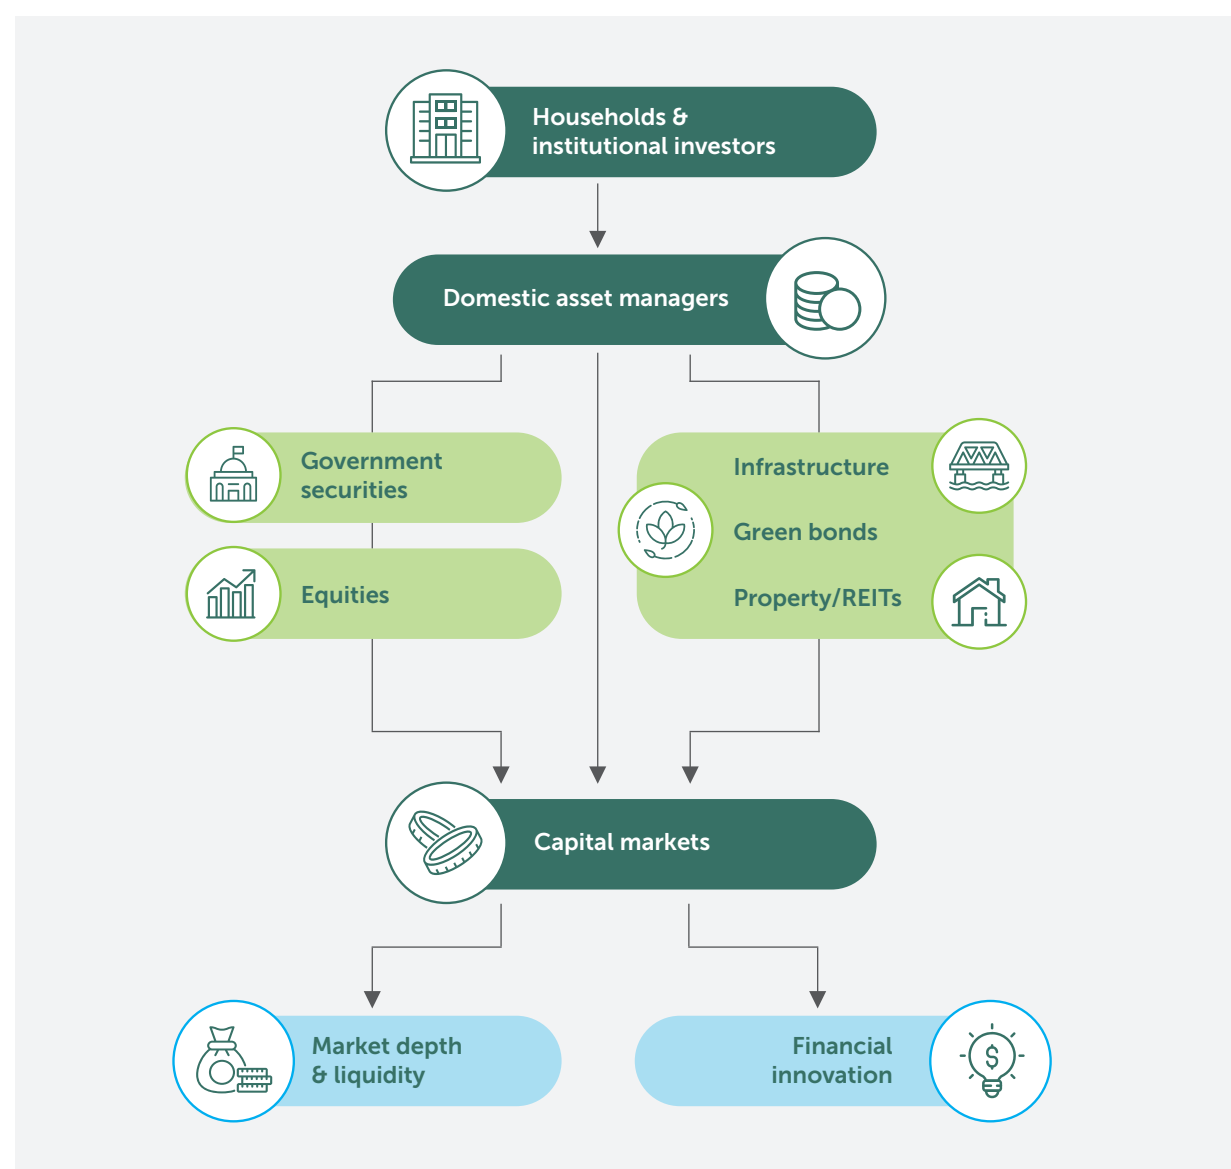 Households &
institutional investors
Domestic asset managers
Government
securities
Equities
Infrastructure
Green bonds
Property/REITs
Capital markets
Market depth
& liquidity
Financial
innovation
$